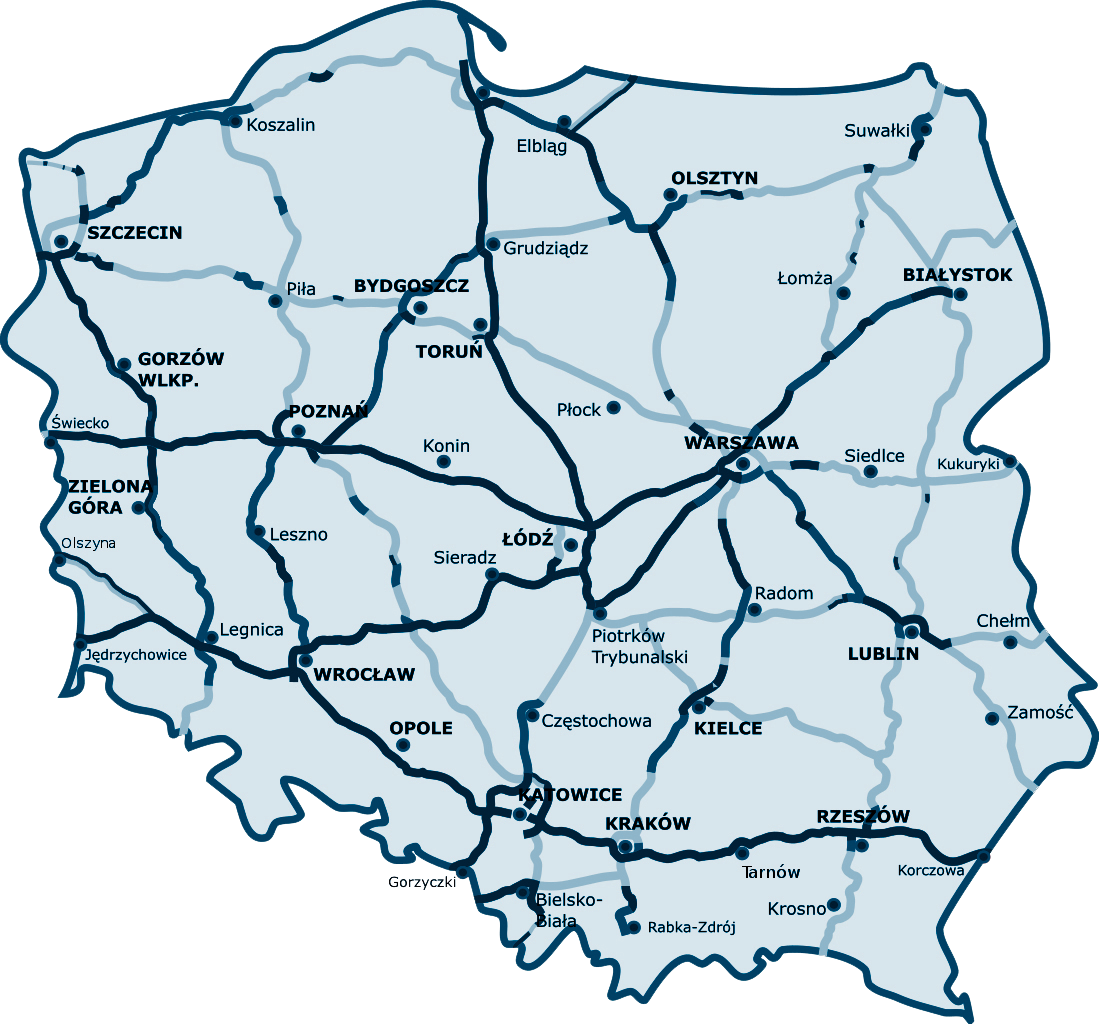 Koszalin
Elbląg
Suwałki
OLSZTYN
SZCZECIN
Grudziądz
Piła
BYDGOSZCZ
Łomża
BIAŁYSTOK
TORUŃ
GORZÓW
WLKP.
POZNAŃ
Płock
Świecko
Konin
WARSZAWA
Siedlce
Kukuryki
ZIELONA
GÓRA
Leszno
ŁÓDŹ
Olszyna
Sieradz
Radom
Legnica
Piotrków
Trybunalski
Chełm
Jędrzychowice
LUBLIN
WROCŁAW
Zamość
Częstochowa
OPOLE
KIELCE
KATOWICE
KRAKÓW
RZESZÓW
Tarnów
Korczowa
Gorzyczki
Bielsko-
Biała
Krosno
Rabka-Zdrój